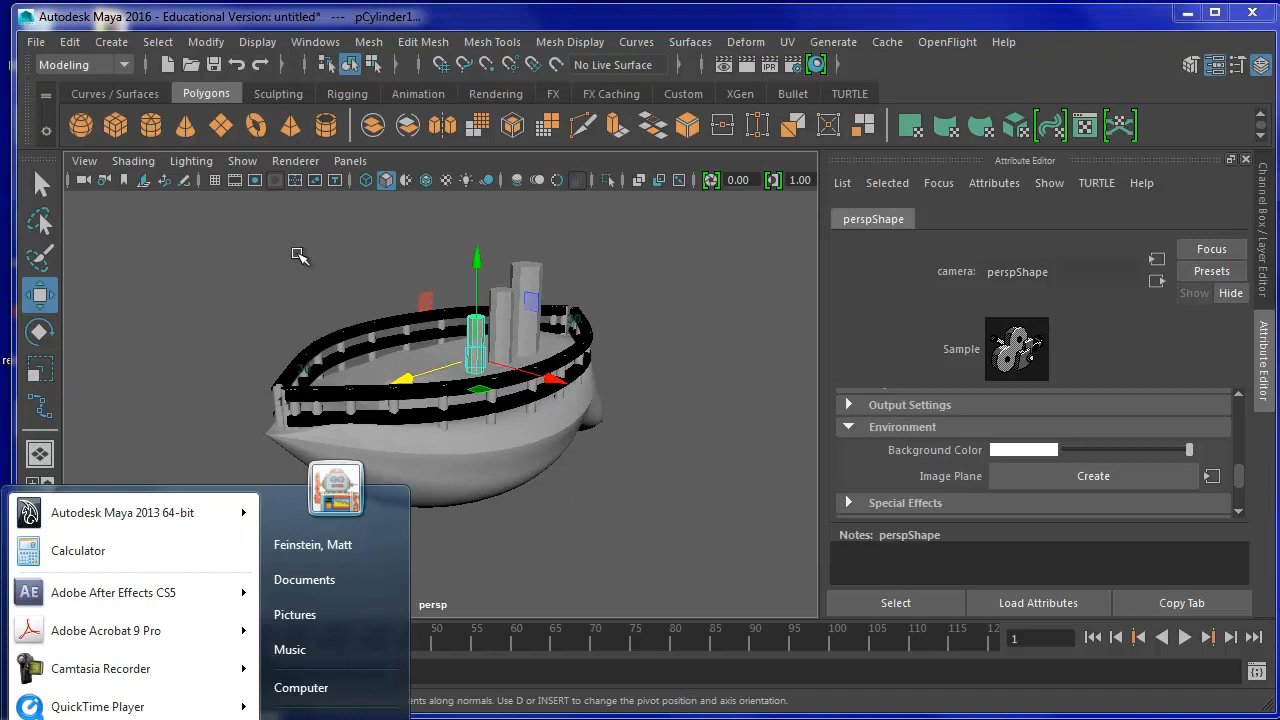 Autodesk Maya 2016 - Educational Version: untitled* --- pCylinder1...
File Edit Create Select Modify Display Windows Mesh Edit Mesh Mesh Tools Mesh Display Curves Surfaces Deform UV Generate Cache OpenFlight Help
Modeling No Live Surface
Curves / Surfaces Polygons Sculpting Rigging Animation Rendering FX FX Caching Custom XGen Bullet TURTLE
View Shading Lighting Show Renderer Panels
0.00 1.00
Attribute Editor
List Selected Focus Attributes Show TURTLE Help
perspShape
Focus
camera: perspShape
Presets
Show Hide
Sample
Output Settings
Environment
Background Color
Image Plane Create
Special Effects
Notes: perspShape
Select Load Attributes Copy Tab
Channel Box / Layer Editor
Attribute Editor
persp
50 55 60 65 70 75 80 85 90 95 100 105 110 115 12
1
ents along normals. Use D or INSERT to change the pivot position and axis orientation.
Autodesk Maya 2013 64-bit
Calculator
Adobe After Effects CS5
Adobe Acrobat 9 Pro
Camtasia Recorder
QuickTime Player
Feinstein, Matt
Documents
Pictures
Music
Computer